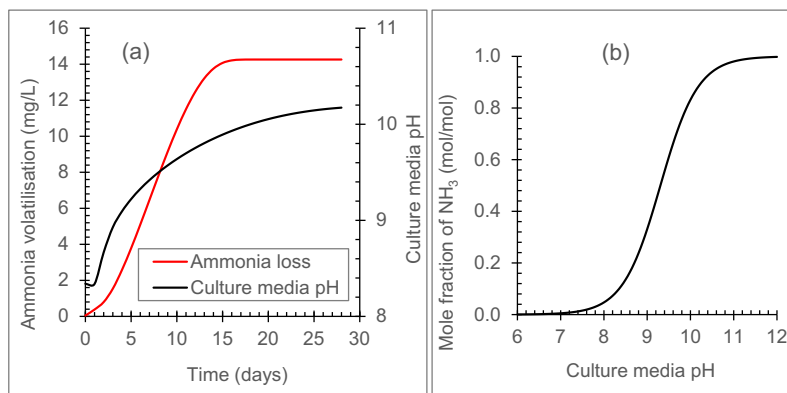 (a)
Ammonia volatilisation (mg/L)
16
14
12
10
8
6
4
2
0
0 5 10 15 20 25 30
Time (days)
11
10
9
8
Culture media pH
Ammonia loss
Culture media pH
(b)
Mole fraction of NH₃ (mol/mol)
1.0
0.8
0.6
0.4
0.2
0.0
6 7 8 9 10 11 12
Culture media pH